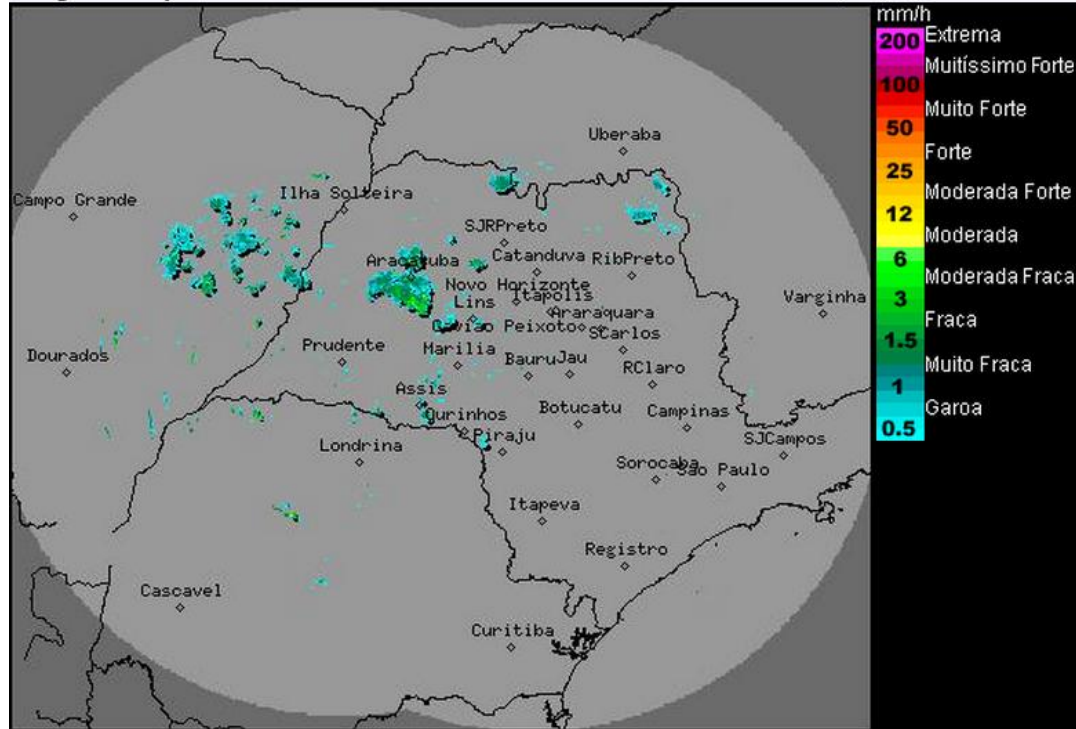 mm/h
200 Extrema
Muitíssimo Forte
100
Muito Forte
50
Forte
25
Moderada Forte
12
Moderada
6
Moderada Fraca
3
Fraca
1.5
Muito Fraca
1
Garoa
0.5
Uberaba
Campo Grande
Ilha Solteira
SJRPreto
Araçatuba
Catanduva
RibPreto
Novo Horizonte
Lins
Itapolis
Varginha
Araraquara
Gavião Peixoto
SCarlos
Dourados
Prudente
Marilia
Bauru
Jau
RClaro
Assis
Ourinhos
Botucatu
Campinas
Londrina
Piraju
SJCampos
Sorocaba
Sao Paulo
Itapeva
Registro
Cascavel
Curitiba